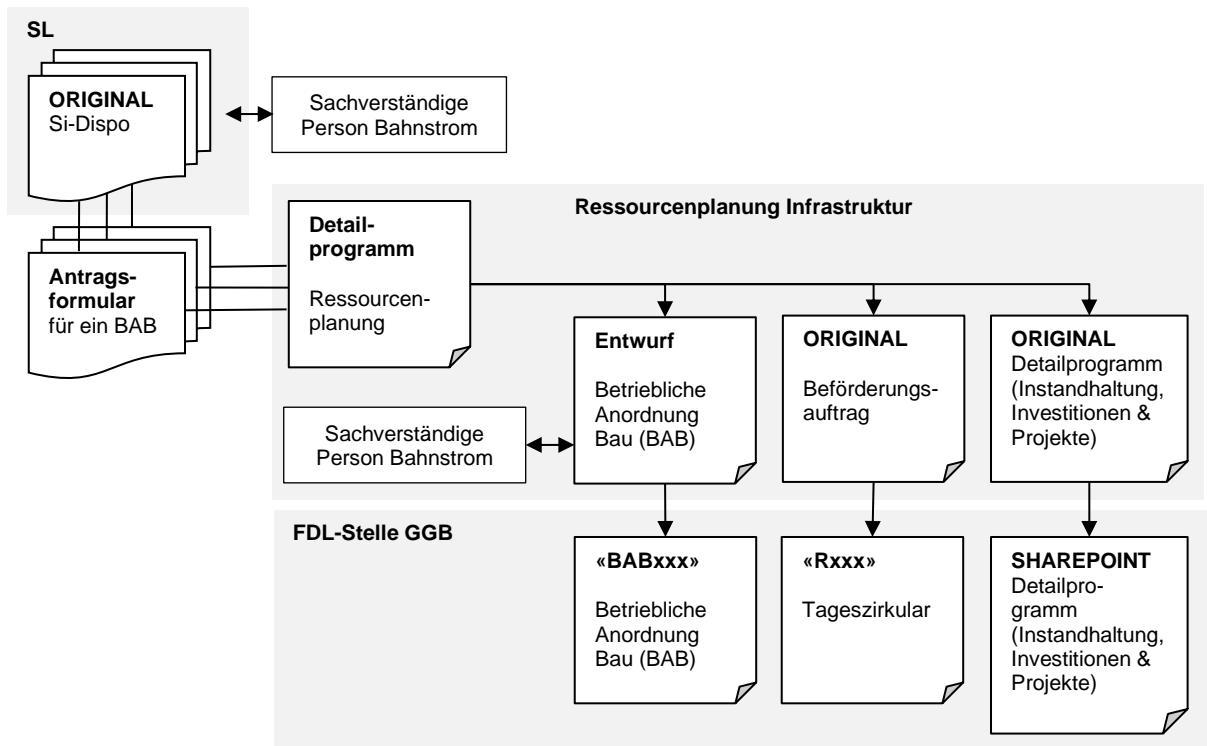 SL
ORIGINAL
Si-Dispo
Sachverständige
Person Bahnstrom
Antrags-
formular
für ein BAB
Ressourcenplanung Infrastruktur
Detail-
programm
Ressourcen-
planung
Entwurf
Betriebliche
Anordnung
Bau (BAB)
ORIGINAL
Beförderungs-
auftrag
ORIGINAL
Detailprogramm
(Instandhaltung,
Investitionen &
Projekte)
Sachverständige
Person Bahnstrom
FDL-Stelle GGB
«BABxxx»
Betriebliche
Anordnung
Bau (BAB)
«Rxxx»
Tageszirkular
SHAREPOINT
Detailpro-
gramm
(Instandhaltung,
Investitionen &
Projekte)